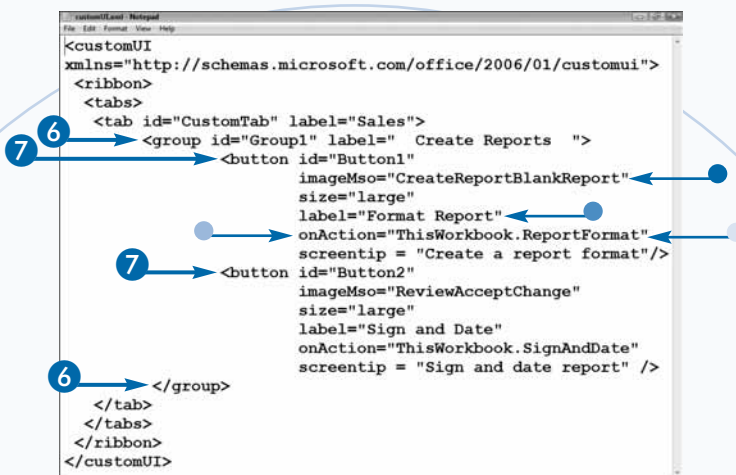 customUI.xml - Notepad
File Edit Format View Help
<customUI
xmlns="http://schemas.microsoft.com/office/2006/01/customui">
<ribbon>
<tabs>
<tab id="CustomTab" label="Sales">
6 <group id="Group1" label="  Create Reports  ">
7 <button id="Button1"
imageMso="CreateReportBlankReport"
size="large"
label="Format Report"
onAction="ThisWorkbook.ReportFormat"
screentip = "Create a report format"/>
7 <button id="Button2"
imageMso="ReviewAcceptChange"
size="large"
label="Sign and Date"
onAction="ThisWorkbook.SignAndDate"
screentip = "Sign and date report" />
6 </group>
</tab>
</tabs>
</ribbon>
</customUI>